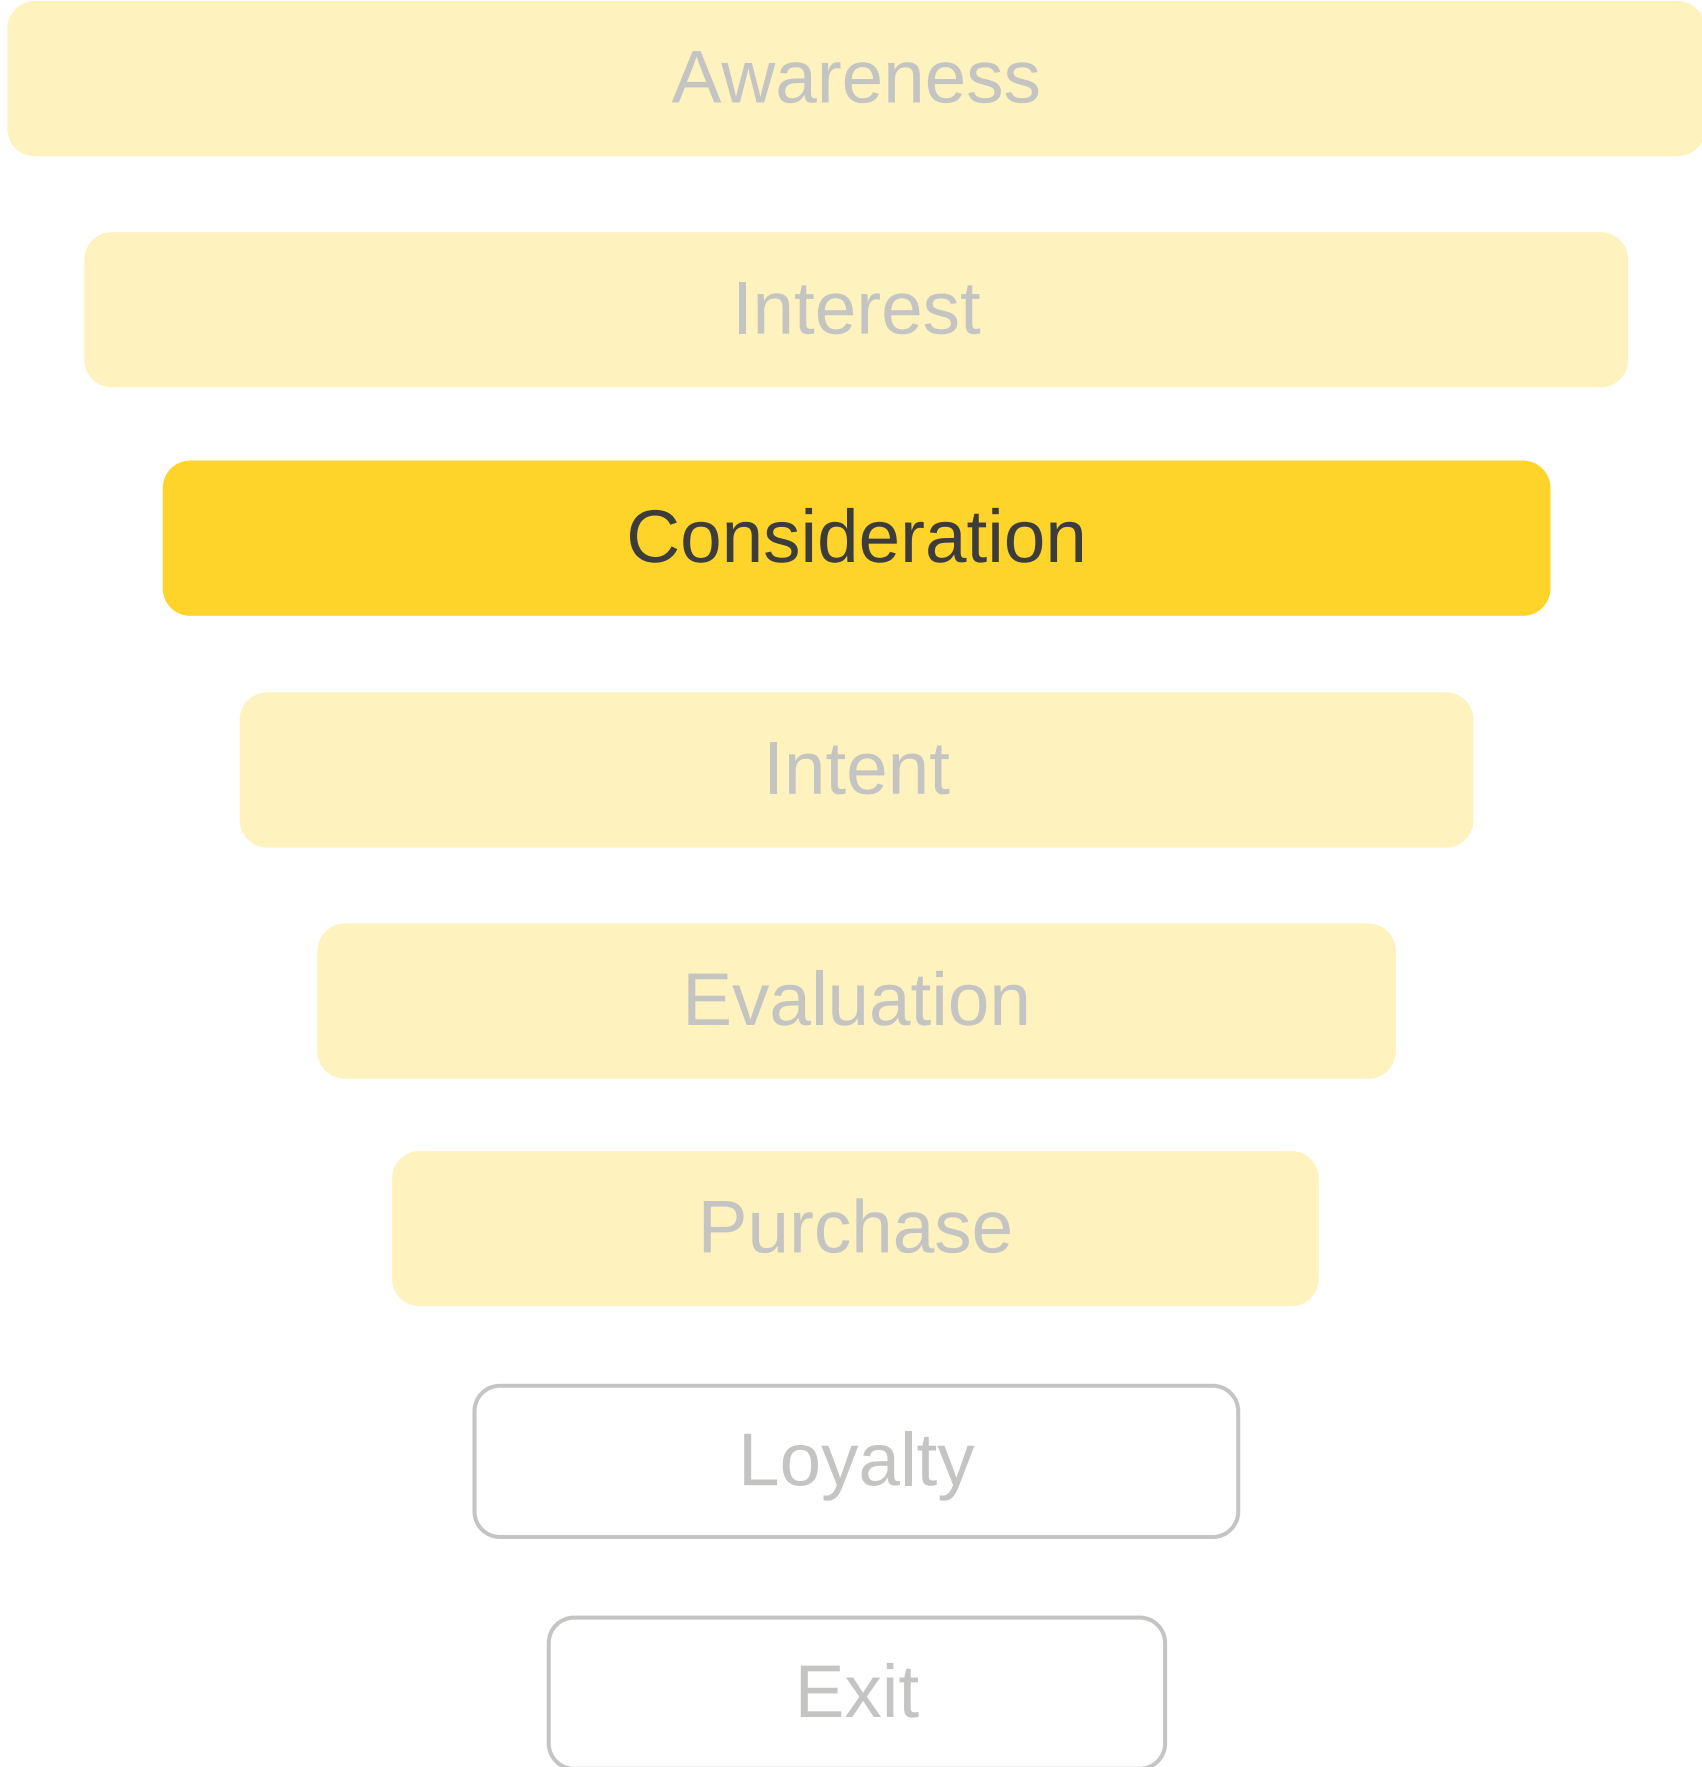 Awareness
Interest
Consideration
Intent
Evaluation
Purchase
Loyalty
Exit